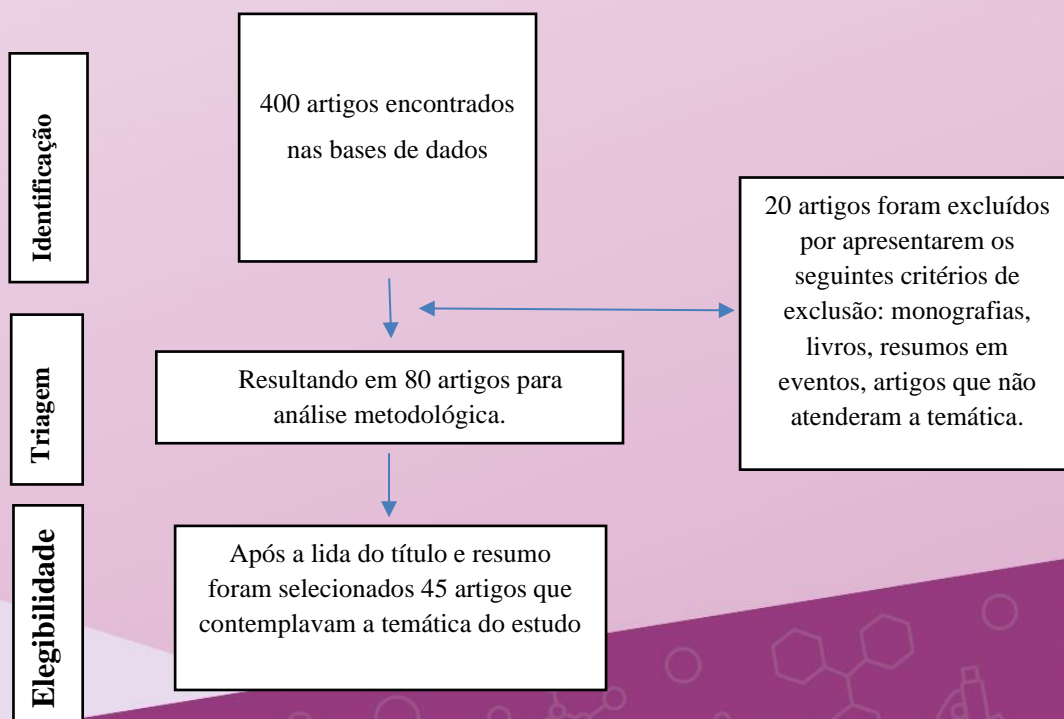 Identificação
400 artigos encontrados
nas bases de dados
20 artigos foram excluídos
por apresentarem os
seguintes critérios de
exclusão: monografias,
livros, resumos em
eventos, artigos que não
atenderam a temática.
Triagem
Resultando em 80 artigos para
análise metodológica.
Elegibilidade
Após a lida do título e resumo
foram selecionados 45 artigos que
contemplavam a temática do estudo